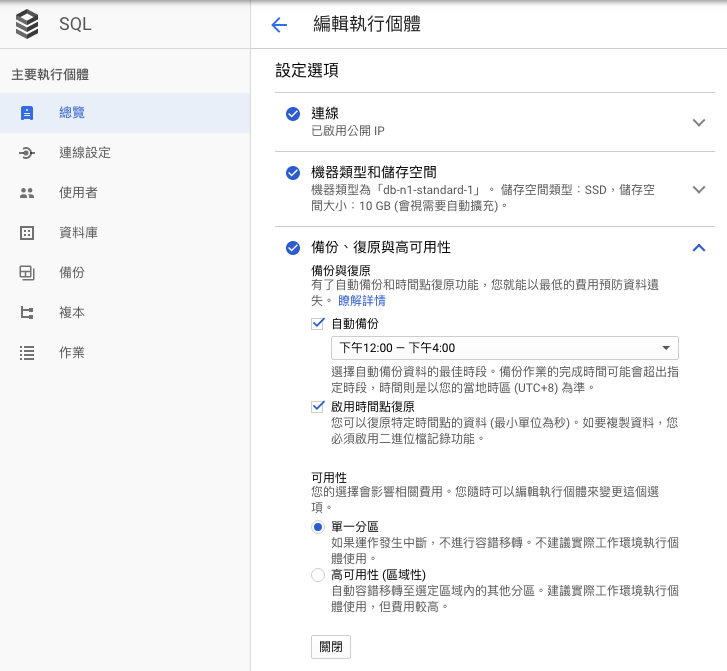 SQL
編輯執行個體
主要執行個體
總覽
連線設定
使用者
資料庫
備份
複本
作業
設定選項
連線
已啟用公開 IP
機器類型和儲存空間
機器類型為「db-n1-standard-1」。 儲存空間類型：SSD，儲存空
間大小：10 GB (會視需要自動擴充)。
備份、復原與高可用性
備份與復原
有了自動備份和時間點復原功能，您就能以最低的費用預防資料遺
失。 瞭解詳情
自動備份
下午12:00 — 下午4:00
選擇自動備份資料的最佳時段。備份作業的完成時間可能會超出指
定時段，時間則是以您的當地時區 (UTC+8) 為準。
啟用時間點復原
您可以復原特定時間點的資料 (最小單位為秒)。如要複製資料，您
必須啟用二進位檔記錄功能。
可用性
您的選擇會影響相關費用。您隨時可以編輯執行個體來變更這個選
項。
單一分區
如果運作發生中斷，不進行容錯移轉。不建議實際工作環境執行個
體使用。
高可用性 (區域性)
自動容錯移轉至選定區域內的其他分區。建議實際工作環境執行個
體使用，但費用較高。
關閉